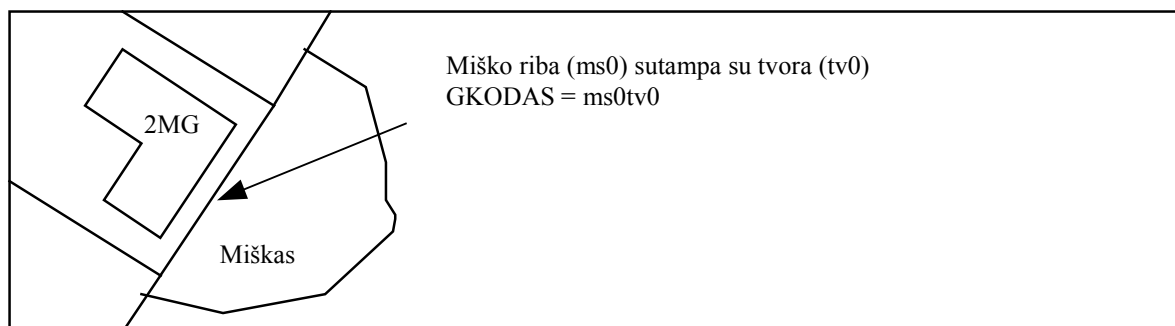 Miško riba (ms0) sutampa su tvora (tv0)
GKODAS = ms0tv0
2MG
Miškas